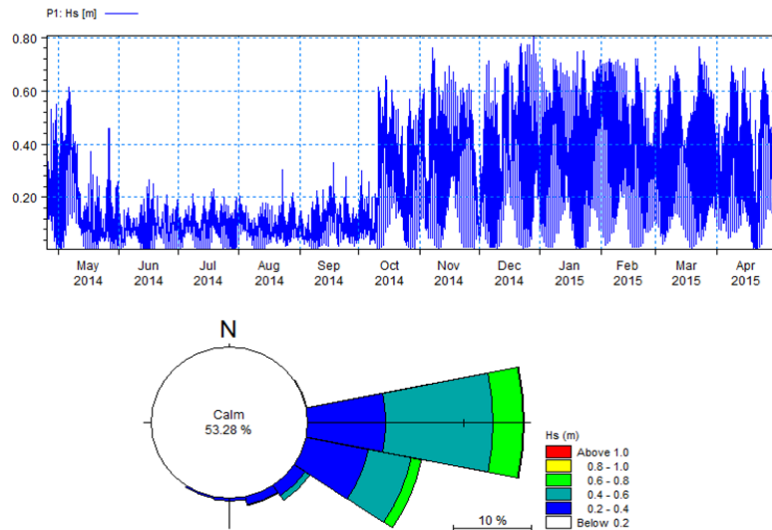 P1: Hs [m]
0.80
0.60
0.40
0.20
May Jun Jul Aug Sep Oct Nov Dec Jan Feb Mar Apr
2014 2014 2014 2014 2014 2014 2014 2014 2015 2015 2015 2015
N
Calm
53.28 %
Hs (m)
Above 1.0
0.8 - 1.0
0.6 - 0.8
0.4 - 0.6
0.2 - 0.4
Below 0.2
10 %